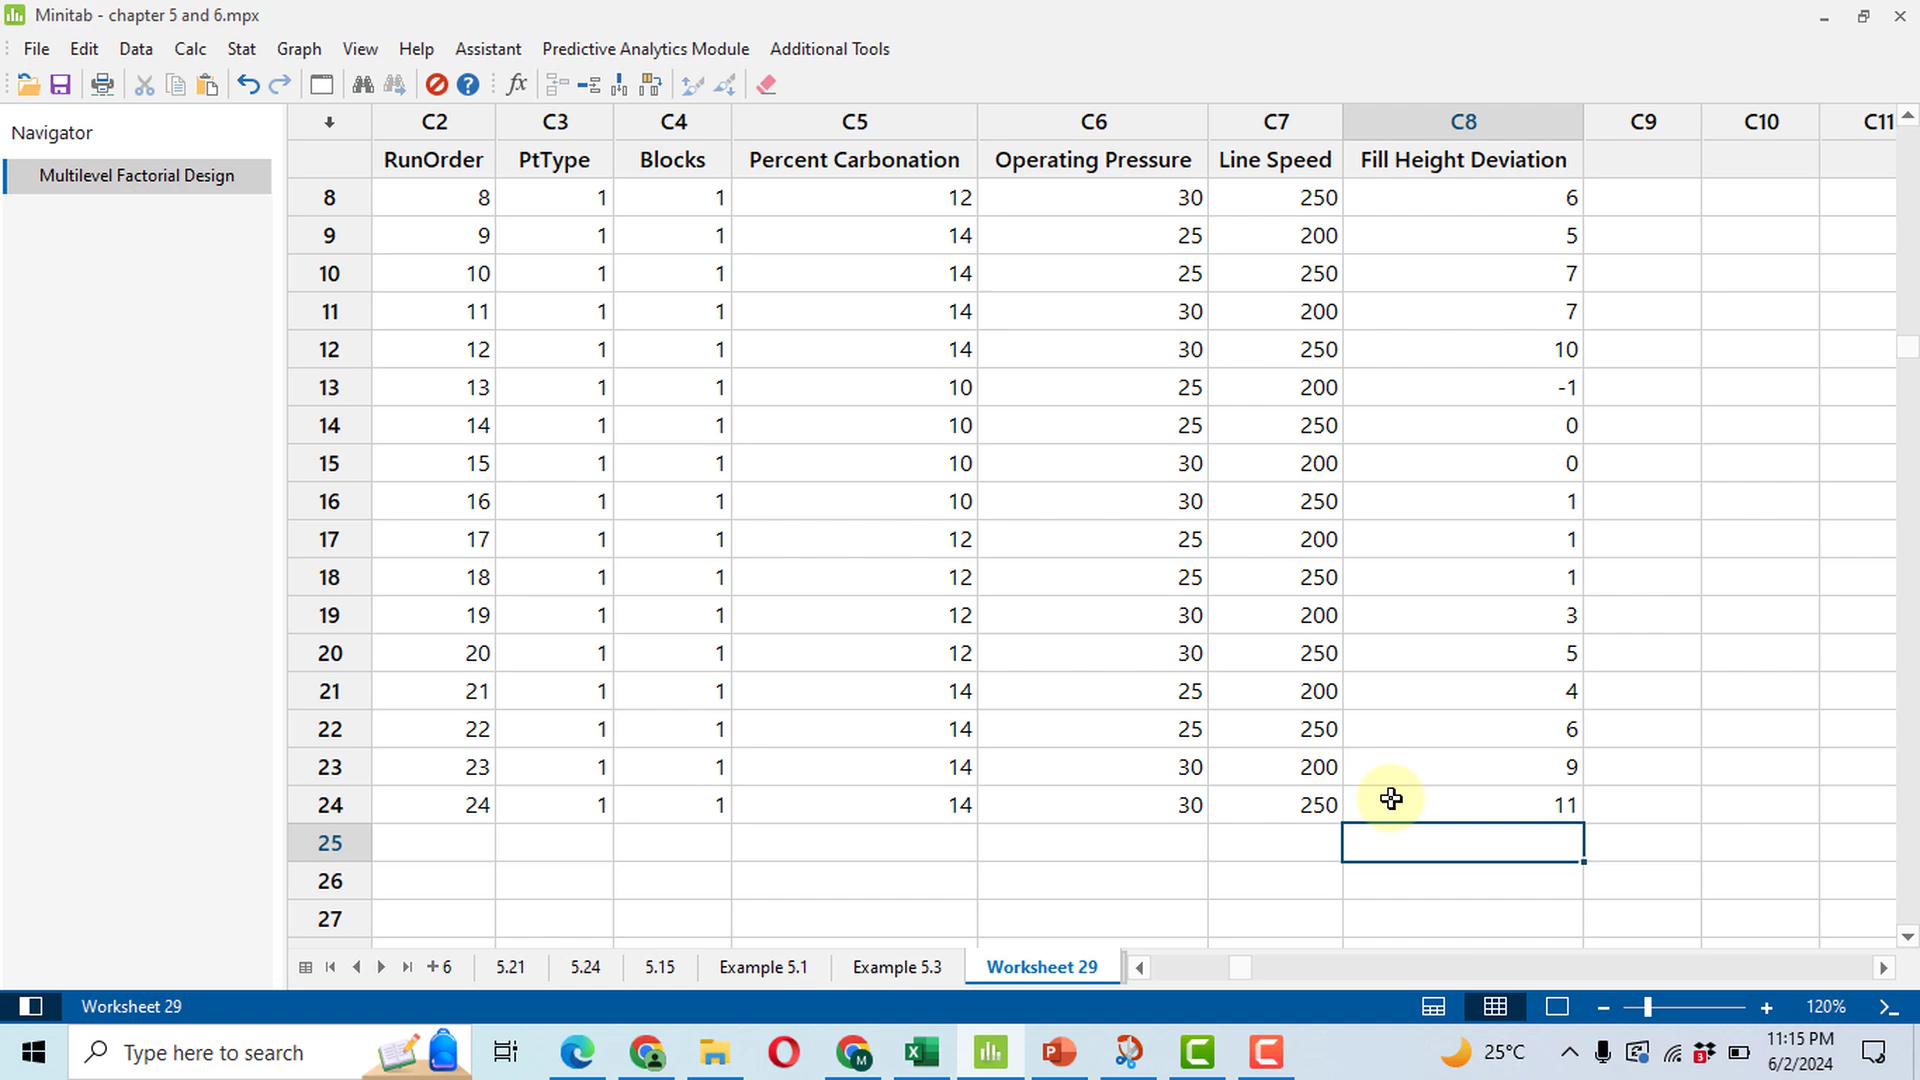 Minitab - chapter 5 and 6.mpx
File Edit Data Calc Stat Graph View Help Assistant Predictive Analytics Module Additional Tools
Navigator
Multilevel Factorial Design
C2 C3 C4 C5 C6 C7 C8 C9 C10 C11
RunOrder PtType Blocks Percent Carbonation Operating Pressure Line Speed Fill Height Deviation
8 8 1 1 12 30 250 6
9 9 1 1 14 25 200 5
10 10 1 1 14 25 250 7
11 11 1 1 14 30 200 7
12 12 1 1 14 30 250 10
13 13 1 1 10 25 200 -1
14 14 1 1 10 25 250 0
15 15 1 1 10 30 200 0
16 16 1 1 10 30 250 1
17 17 1 1 12 25 200 1
18 18 1 1 12 25 250 1
19 19 1 1 12 30 200 3
20 20 1 1 12 30 250 5
21 21 1 1 14 25 200 4
22 22 1 1 14 25 250 6
23 23 1 1 14 30 200 9
24 24 1 1 14 30 250 11
25
26
27
+ 6 5.21 5.24 5.15 Example 5.1 Example 5.3 Worksheet 29
Worksheet 29 120%
Type here to search 25°C 11:15 PM
6/2/2024